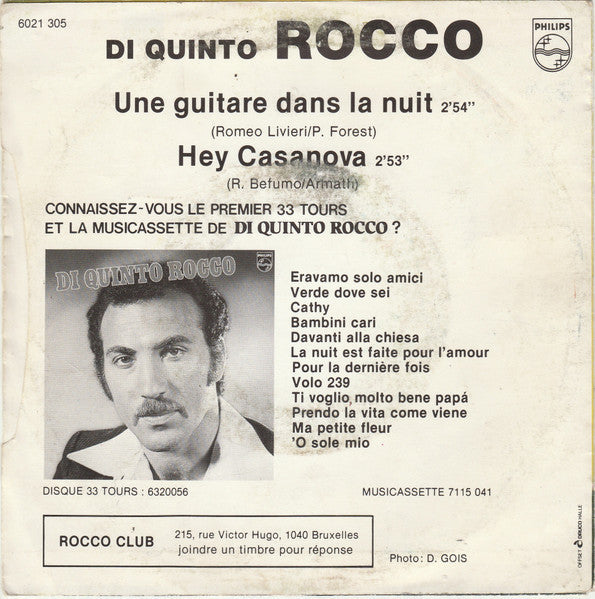 6021 305
DI QUINTO ROCCO
PHILIPS
Une guitare dans la nuit 2'54"
(Romeo Livieri/P. Forest)
Hey Casanova 2'53"
(R. Befumo/Armath)
CONNAISSEZ-VOUS LE PREMIER 33 TOURS
ET LA MUSICASSETTE DE DI QUINTO ROCCO ?
DI QUINTO ROCCO
Eravamo solo amici
Verde dove sei
Cathy
Bambini cari
Davanti alla chiesa
La nuit est faite pour l'amour
Pour la dernière fois
Volo 239
Ti voglio molto bene papá
Prendo la vita come viene
Ma petite fleur
'O sole mio
DISQUE 33 TOURS : 6320056
MUSICASSETTE 7115 041
ROCCO CLUB
215, rue Victor Hugo, 1040 Bruxelles
joindre un timbre pour réponse
Photo : D. GOIS
OFFSET DRUCO HALLE